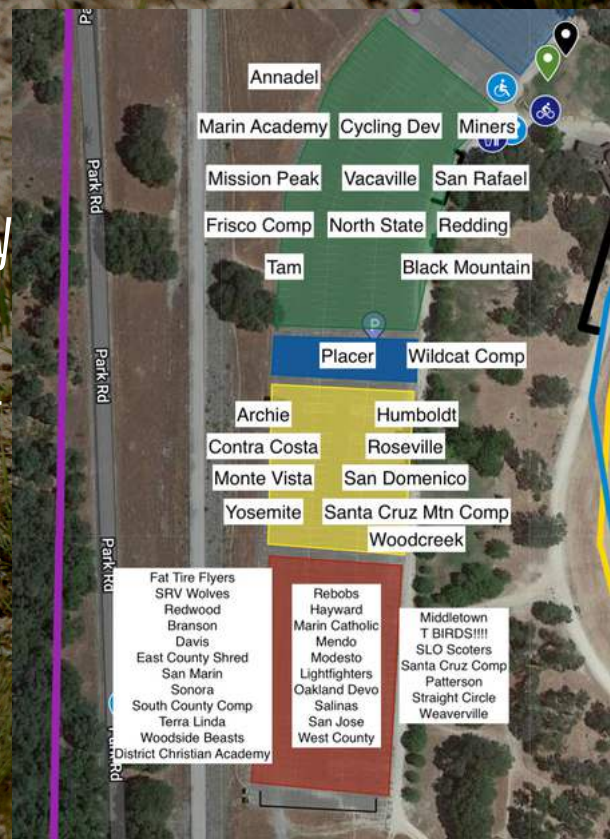 Park Rd
Annadel
Marin Academy Cycling Dev Miners
Mission Peak Vacaville San Rafael
Frisco Comp North State Redding
Tam Black Mountain
P
Park Rd
Placer Wildcat Comp
Archie Humboldt
Contra Costa Roseville
Monte Vista San Domenico
Yosemite Santa Cruz Mtn Comp
Woodcreek
Park Rd
Fat Tire Flyers
SRV Wolves
Redwood
Branson
Davis
East County Shred
San Marin
Sonora
South County Comp
Terra Linda
Woodside Beasts
District Christian Academy
Rebobs
Hayward
Marin Catholic
Mendo
Modesto
Lightfighters
Oakland Devo
Salinas
San Jose
West County
Middletown
T BIRDS!!!!
SLO Scoters
Santa Cruz Comp
Patterson
Straight Circle
Weaverville
Park Rd